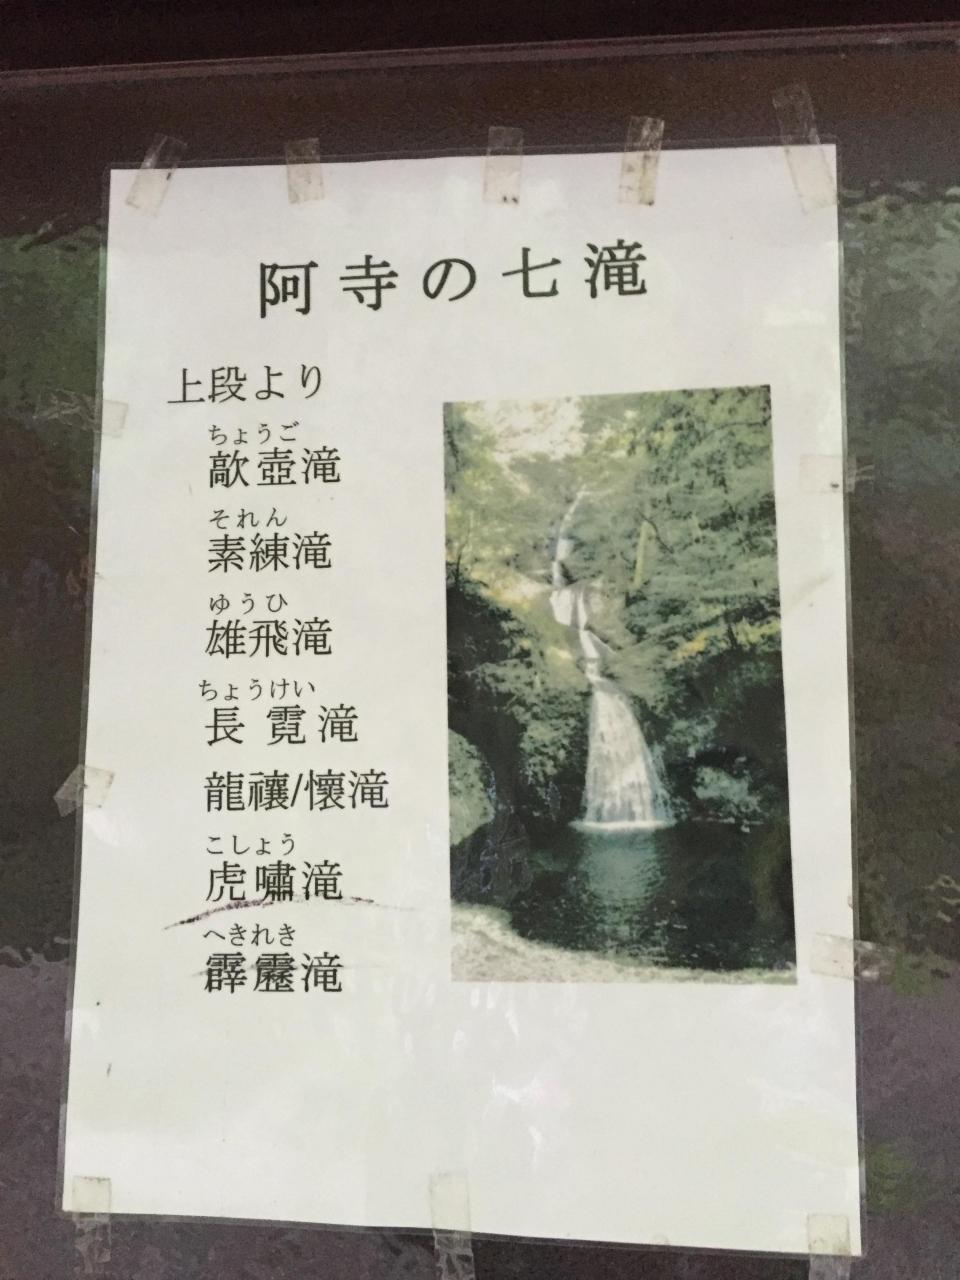 阿寺の七滝
上段より
ちょうご
敲壺滝
それん
素練滝
ゆうひ
雄飛滝
ちょうけい
長霓滝
龍禳/懐滝
こしょう
虎嘯滝
へきれき
霹靂滝